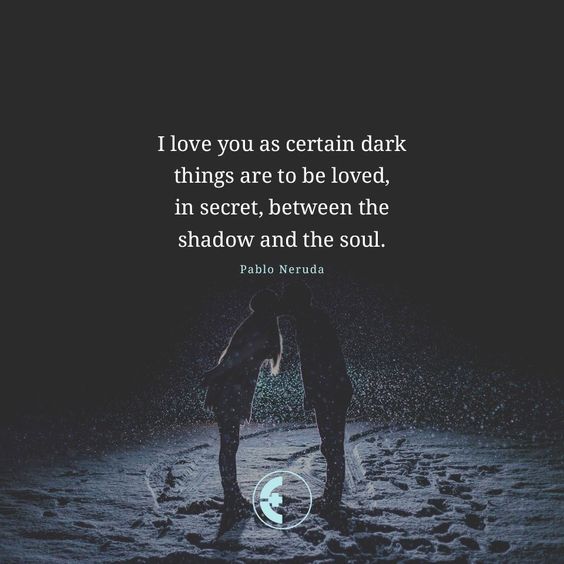 I love you as certain dark
things are to be loved,
in secret, between the
shadow and the soul.
Pablo Neruda